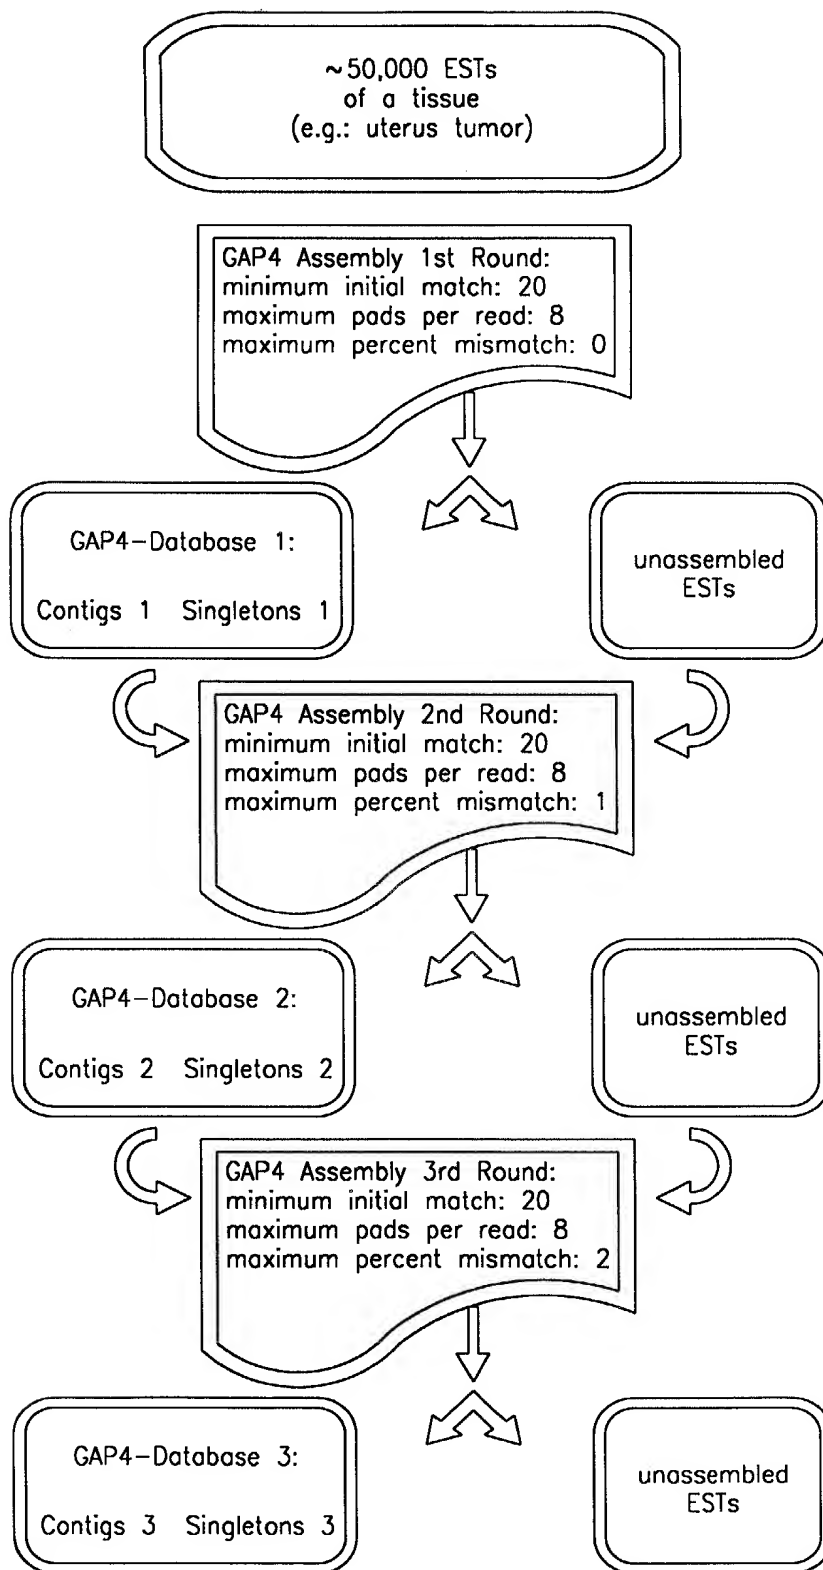 ~50,000 ESTs
of a tissue
(e.g.: uterus tumor)
GAP4 Assembly 1st Round:
minimum initial match: 20
maximum pads per read: 8
maximum percent mismatch: 0
GAP4-Database 1:
Contigs 1 Singletons 1
unassembled
ESTs
GAP4 Assembly 2nd Round:
minimum initial match: 20
maximum pads per read: 8
maximum percent mismatch: 1
GAP4-Database 2:
Contigs 2 Singletons 2
unassembled
ESTs
GAP4 Assembly 3rd Round:
minimum initial match: 20
maximum pads per read: 8
maximum percent mismatch: 2
GAP4-Database 3:
Contigs 3 Singletons 3
unassembled
ESTs